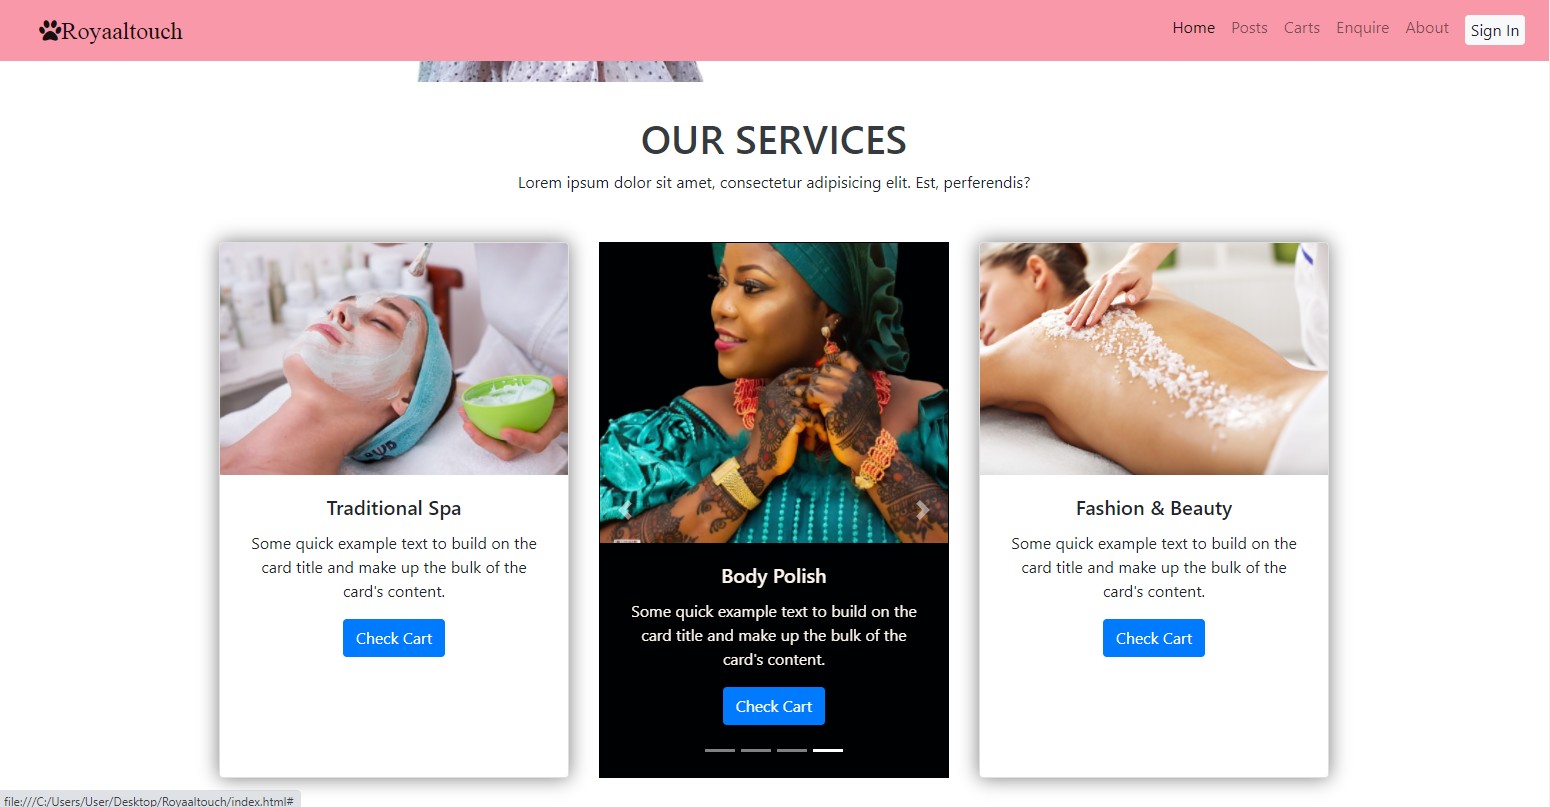 Royaaltouch
Home Posts Carts Enquire About Sign In
OUR SERVICES
Lorem ipsum dolor sit amet, consectetur adipisicing elit. Est, perferendis?
Traditional Spa
Some quick example text to build on the
card title and make up the bulk of the
card's content.
Check Cart
Body Polish
Some quick example text to build on the
card title and make up the bulk of the
card's content.
Check Cart
Fashion & Beauty
Some quick example text to build on the
card title and make up the bulk of the
card's content.
Check Cart
file:///C:/Users/User/Desktop/Royaaltouch/index.html#